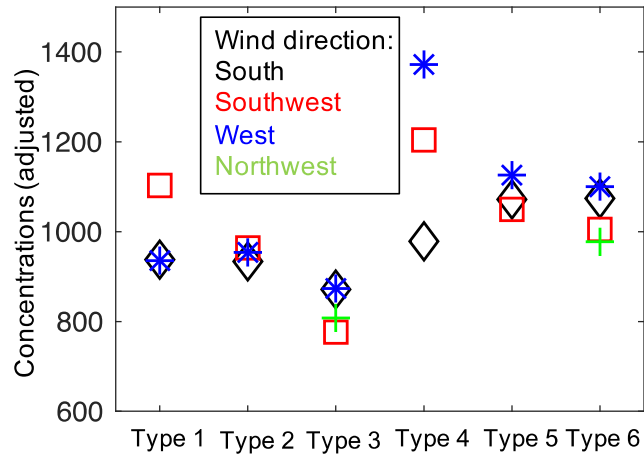 Concentrations (adjusted)
1400
1200
1000
800
600
Wind direction:
South
Southwest
West
Northwest
Type 1 Type 2 Type 3 Type 4 Type 5 Type 6